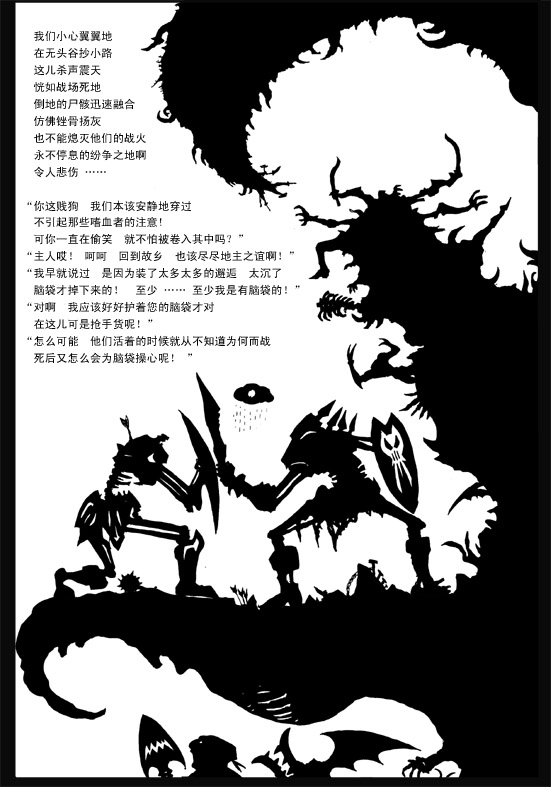 我们小心翼翼地
在无头谷抄小路
这儿杀声震天
恍如战场死地
倒地的尸骸迅速融合
仿佛锉骨扬灰
也不能熄灭他们的战火
永不停息的纷争之地啊
令人悲伤 ……
“你这贱狗 我们本该安静地穿过
不引起那些嗜血者的注意!
可你一直在偷笑 就不怕被卷入其中吗?”
“主人哎! 呵呵 回到故乡 也该尽尽地主之谊啊!”
“我早就说过 是因为装了太多太多的邂逅 太沉了
脑袋才掉下来的! 至少 …… 至少我是有脑袋的!”
“对啊 我应该好好护着您的脑袋才对
在这儿可是抢手货呢!”
“怎么可能 他们活着的时候就从不知道为何而战
死后又怎么会为脑袋操心呢! ”